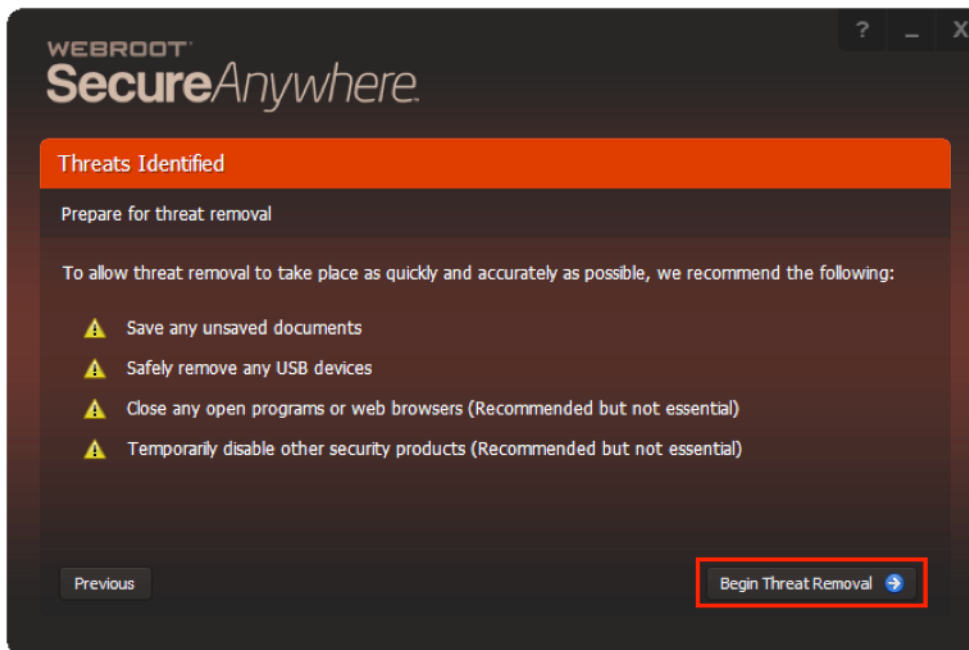 WEBROOT
SecureAnywhere
Threats Identified
Prepare for threat removal
To allow threat removal to take place as quickly and accurately as possible, we recommend the following:
Save any unsaved documents
Safely remove any USB devices
Close any open programs or web browsers (Recommended but not essential)
Temporarily disable other security products (Recommended but not essential)
Previous
Begin Threat Removal